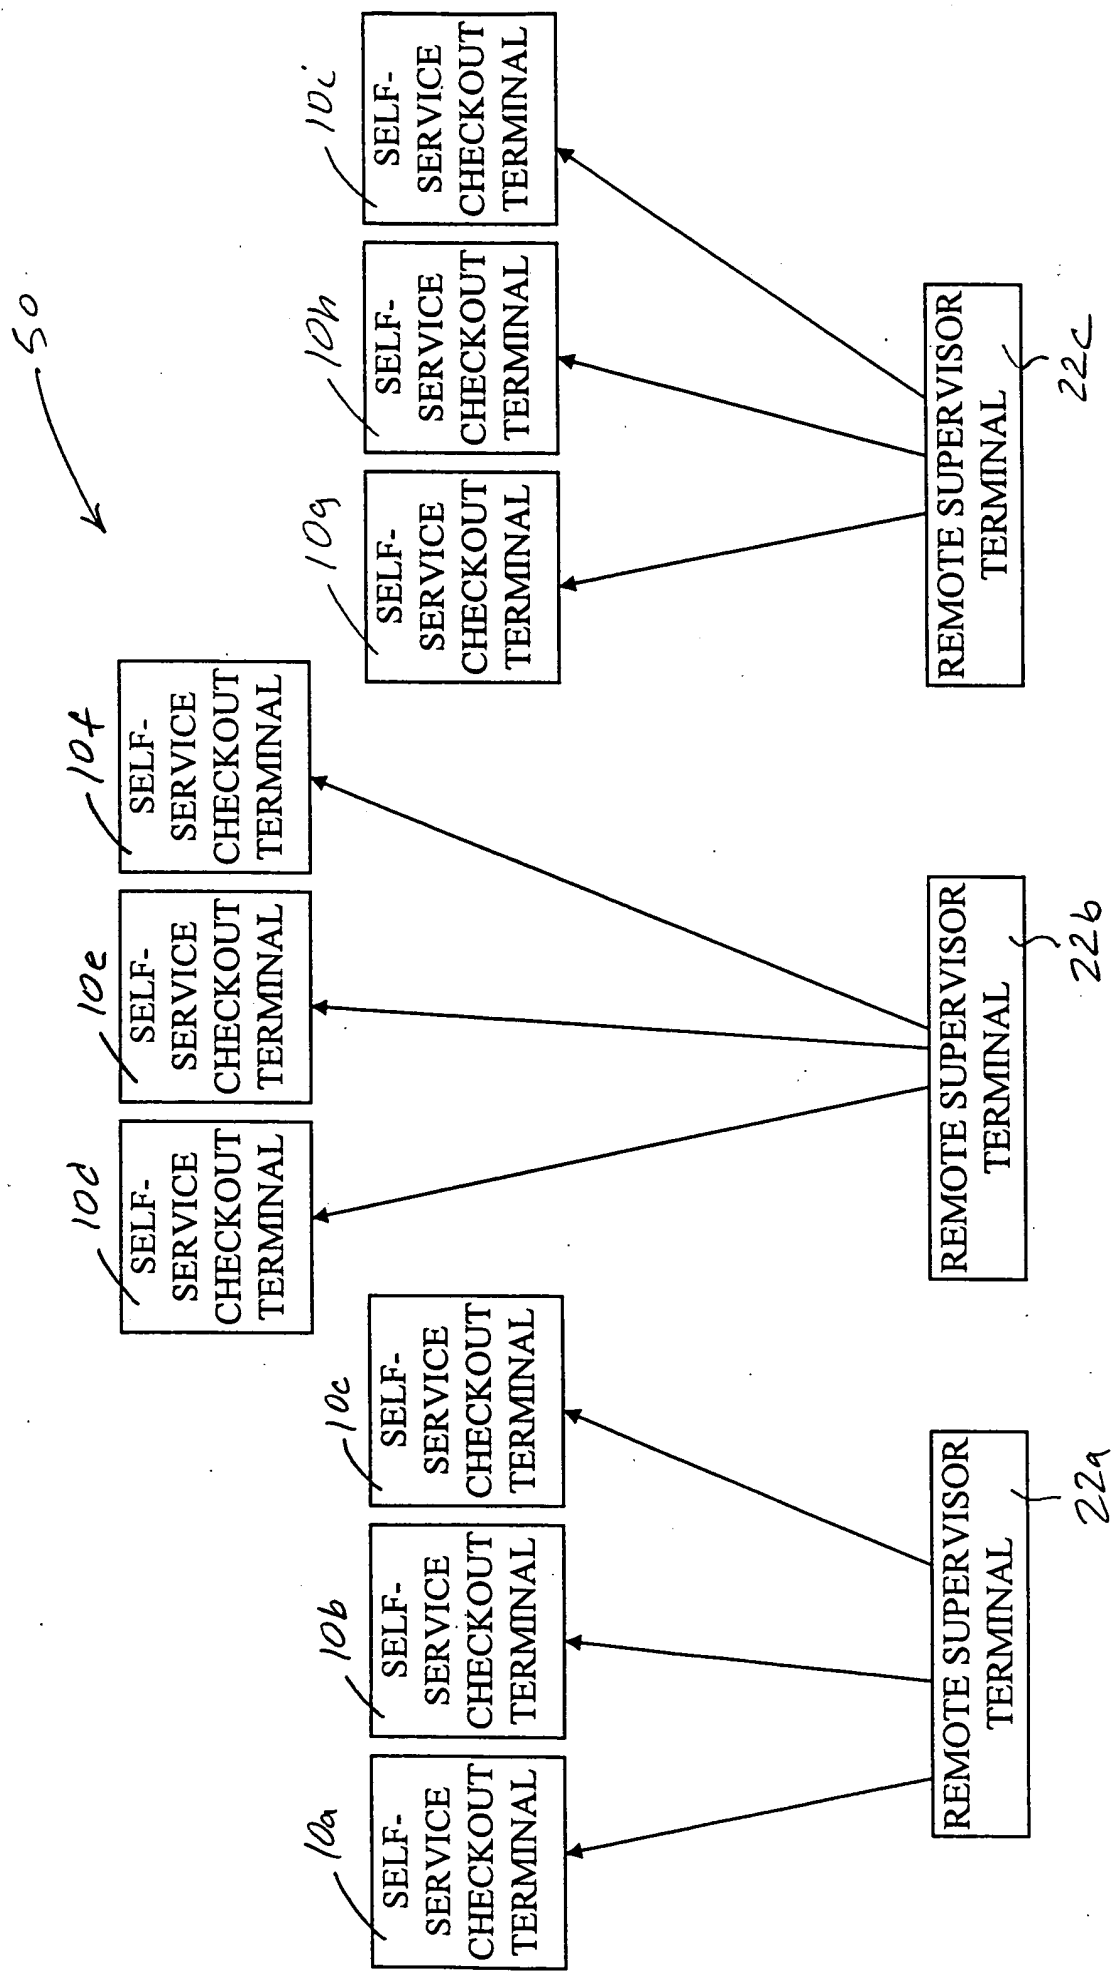 50
10a
SELF-
SERVICE
CHECKOUT
TERMINAL
10b
SELF-
SERVICE
CHECKOUT
TERMINAL
10c
SELF-
SERVICE
CHECKOUT
TERMINAL
10d
SELF-
SERVICE
CHECKOUT
TERMINAL
10e
SELF-
SERVICE
CHECKOUT
TERMINAL
10f
SELF-
SERVICE
CHECKOUT
TERMINAL
10g
SELF-
SERVICE
CHECKOUT
TERMINAL
10h
SELF-
SERVICE
CHECKOUT
TERMINAL
10i
SELF-
SERVICE
CHECKOUT
TERMINAL
REMOTE SUPERVISOR
TERMINAL
22a
REMOTE SUPERVISOR
TERMINAL
22b
REMOTE SUPERVISOR
TERMINAL
22c